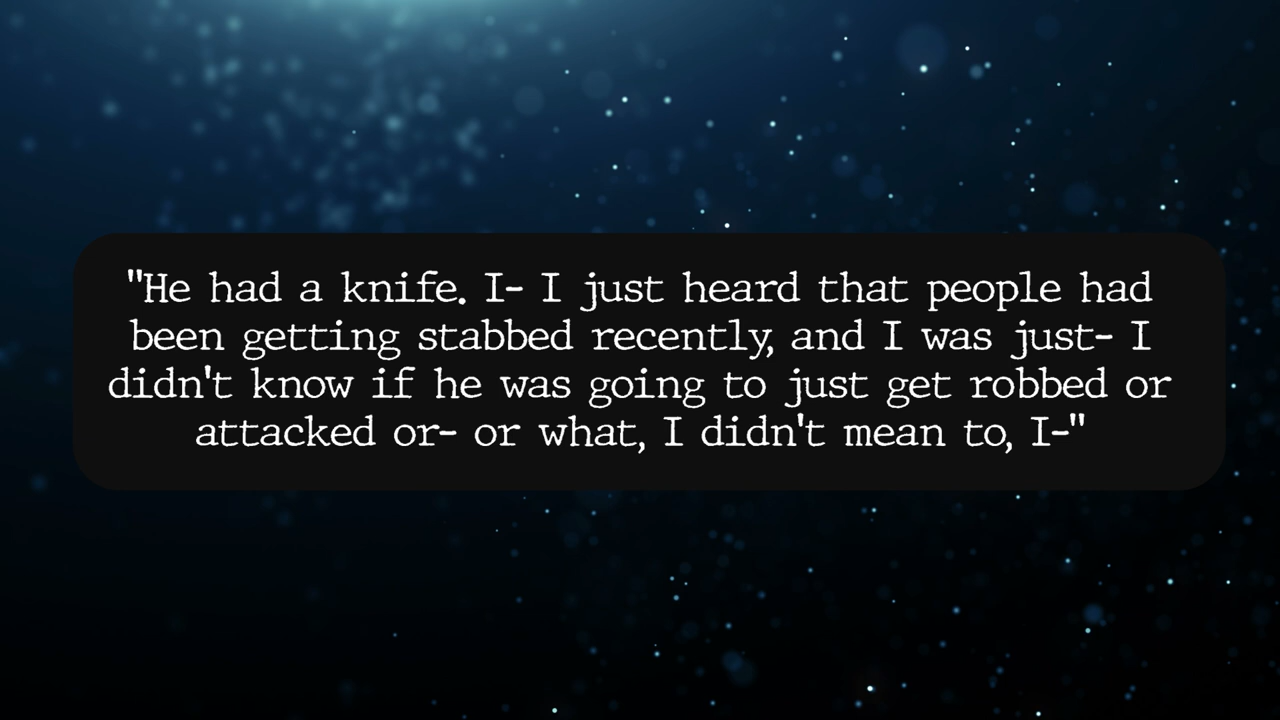 "He had a knife. I- I just heard that people had
been getting stabbed recently, and I was just- I
didn't know if he was going to just get robbed or
attacked or- or what, I didn't mean to, I-"